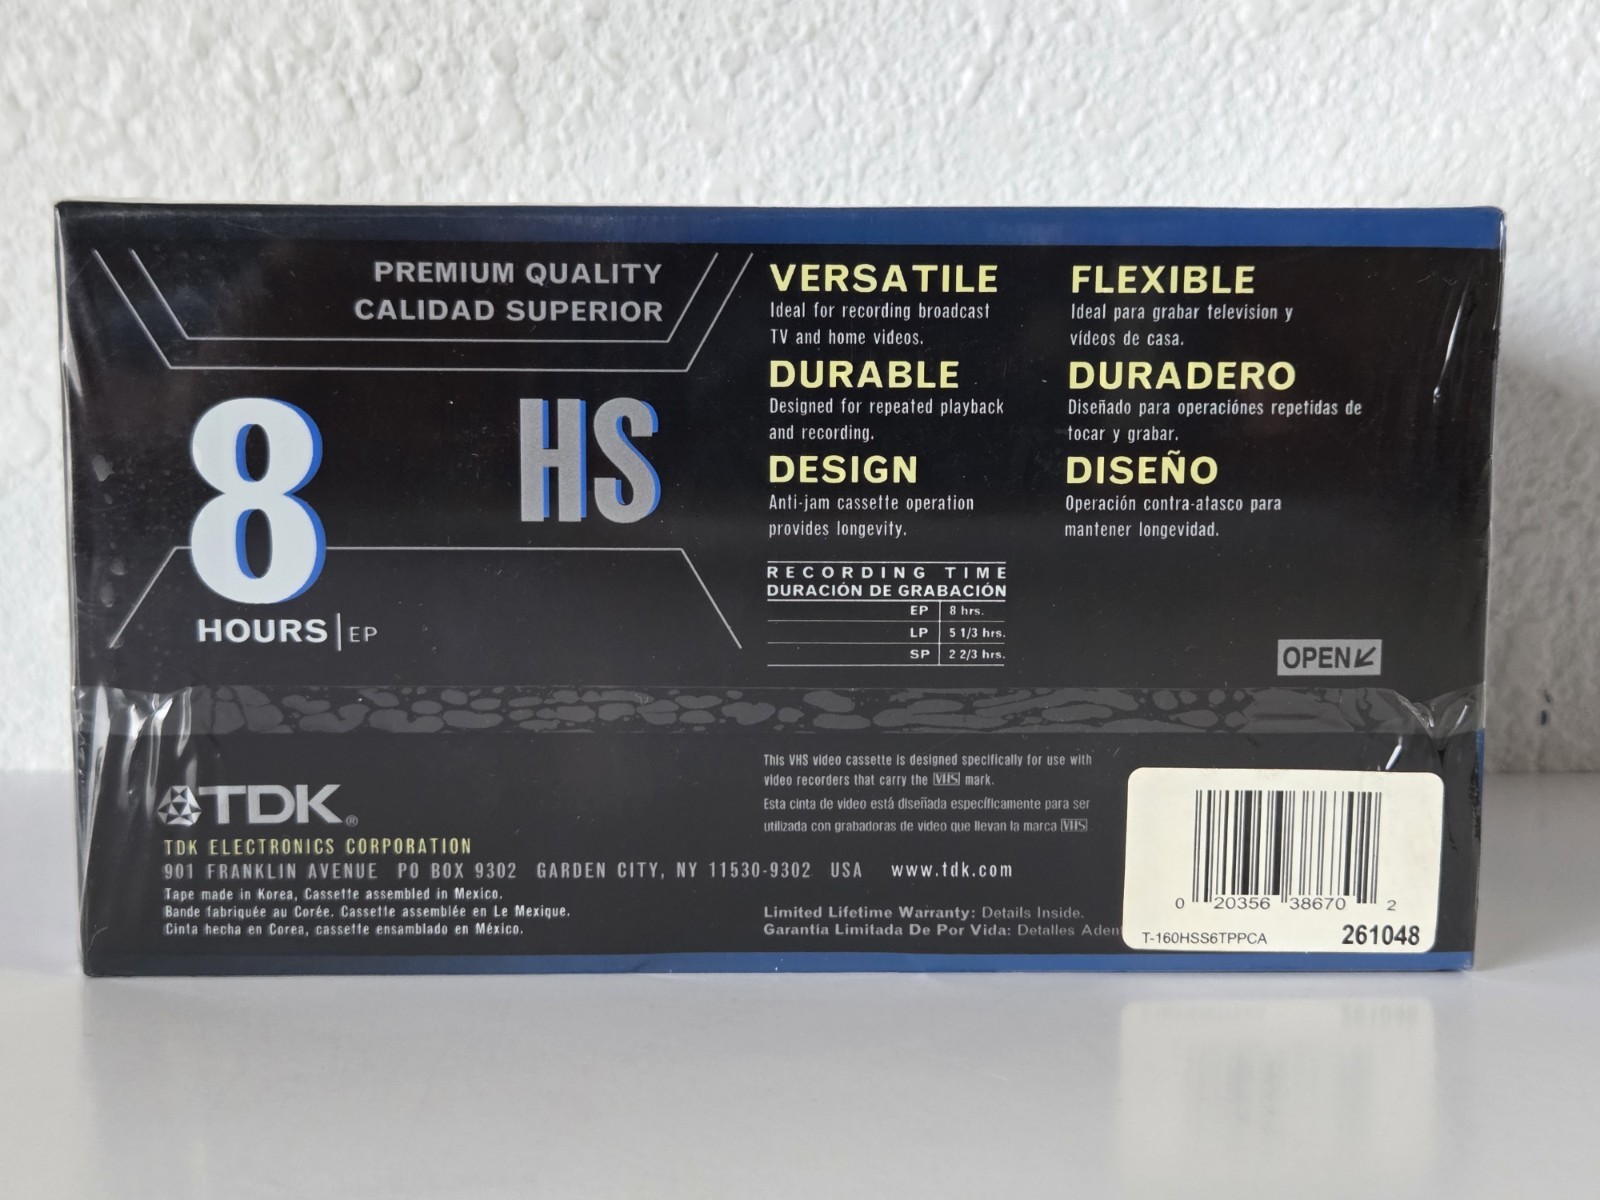 PREMIUM QUALITY
CALIDAD SUPERIOR
8
HS
HOURS | EP
VERSATILE
Ideal for recording broadcast
TV and home videos.
DURABLE
Designed for repeated playback
and recording.
DESIGN
Anti-jam cassette operation
provides longevity.
FLEXIBLE
Ideal para grabar television y
vídeos de casa.
DURADERO
Diseñado para operaciónes repetidas de
tocar y grabar.
DISEÑO
Operación contra-atasco para
mantener longevidad.
RECORDING TIME
DURACIÓN DE GRABACIÓN
EP 8 hrs.
LP 5 1/3 hrs.
SP 2 2/3 hrs.
OPEN
TDK®
TDK ELECTRONICS CORPORATION
901 FRANKLIN AVENUE PO BOX 9302 GARDEN CITY, NY 11530-9302 USA www.tdk.com
Tape made in Korea, Cassette assembled in Mexico.
Bande fabriquée au Corée. Cassette assemblée en Le Mexique.
Cinta hecha en Corea, cassette ensamblado en México.
This VHS video cassette is designed specifically for use with
video recorders that carry the VHS mark.
Esta cinta de video está diseñada específicamente para ser
utilizada con grabadoras de video que llevan la marca VHS
Limited Lifetime Warranty: Details Inside.
Garantía Limitada De Por Vida: Detalles Aden
0 20356 38670 2
T-160HSS6TPPCA 261048